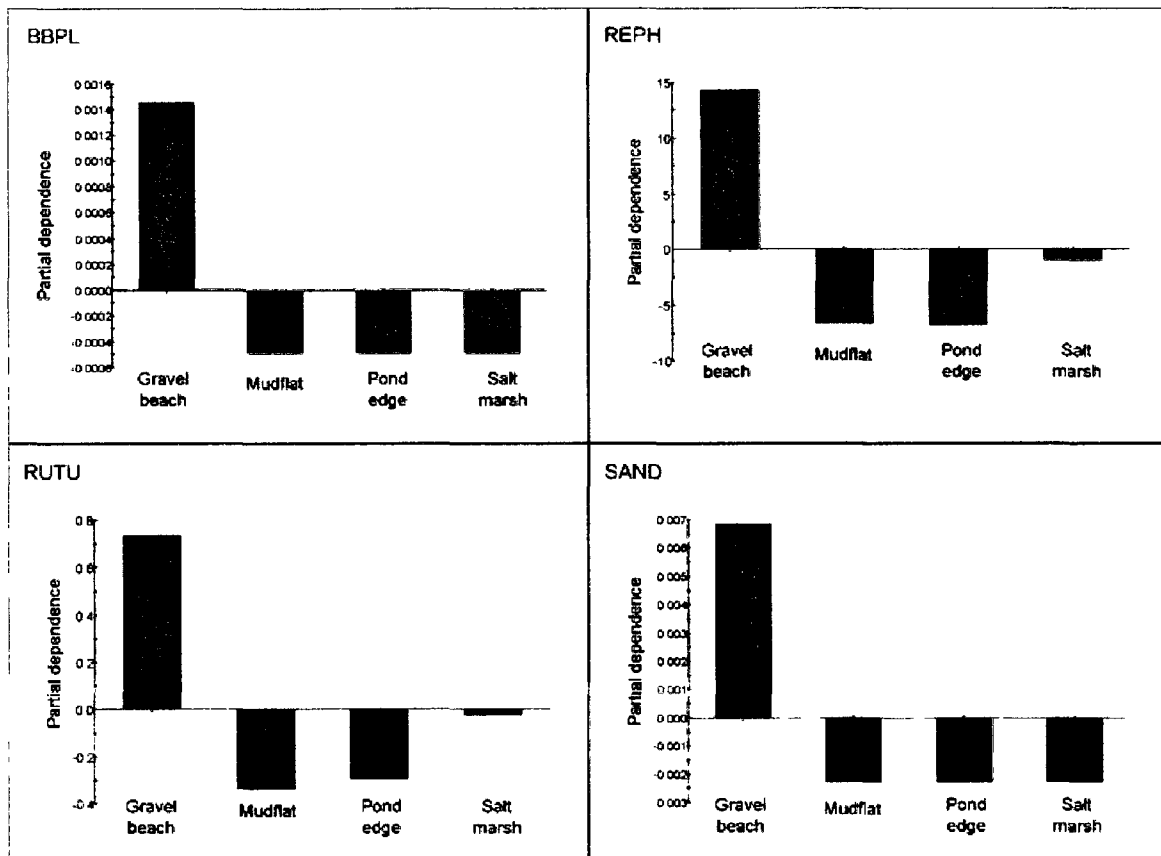 BBPL
Partial dependence
0.0016
0.0014
0.0012
0.0010
0.0008
0.0006
0.0004
0.0002
0.0000
-0.0002
-0.0004
-0.0006
Gravel
beach
Mudflat
Pond
edge
Salt
marsh
REPH
Partial dependence
15
10
5
0
-5
-10
Gravel
beach
Mudflat
Pond
edge
Salt
marsh
RUTU
Partial dependence
0.8
0.6
0.4
0.2
0.0
-0.2
-0.4
Gravel
beach
Mudflat
Pond
edge
Salt
marsh
SAND
Partial dependence
0.007
0.006
0.005
0.004
0.003
0.002
0.001
0.000
-0.001
-0.002
-0.003
Gravel
beach
Mudflat
Pond
edge
Salt
marsh